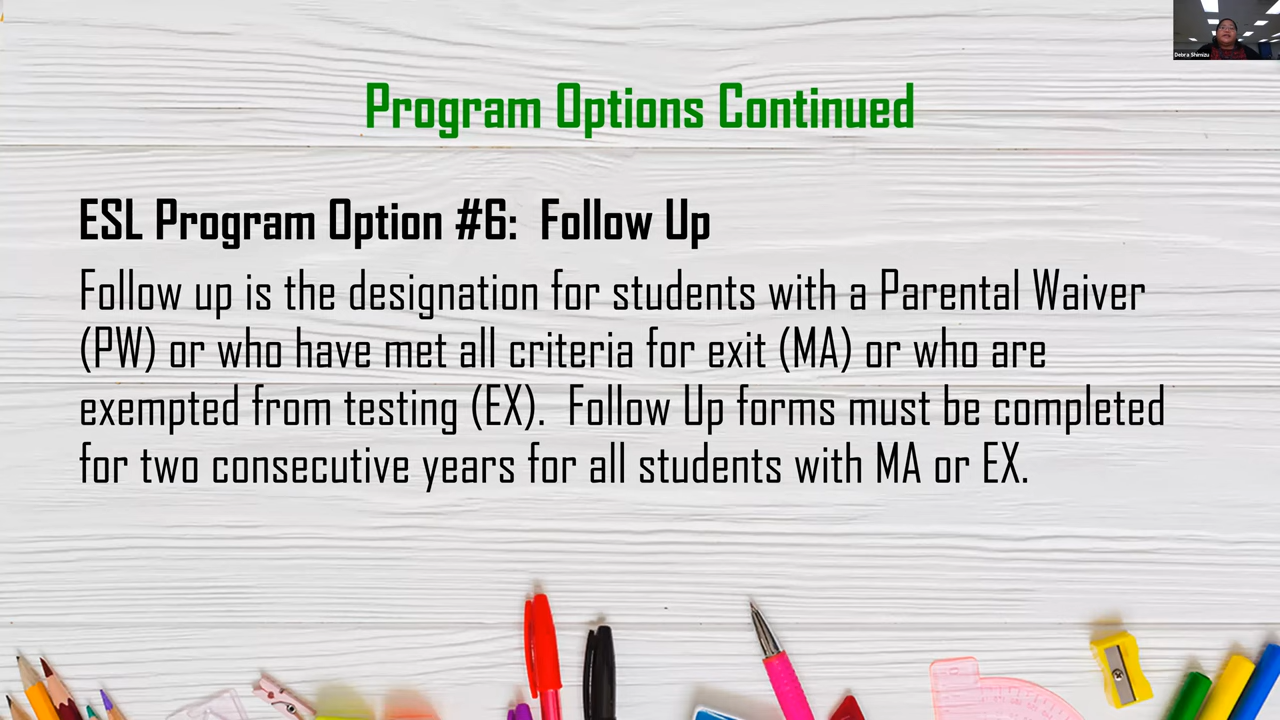 Debra Shimizu
Program Options Continued
ESL Program Option #6:  Follow Up
Follow up is the designation for students with a Parental Waiver
(PW) or who have met all criteria for exit (MA) or who are
exempted from testing (EX).  Follow Up forms must be completed
for two consecutive years for all students with MA or EX.